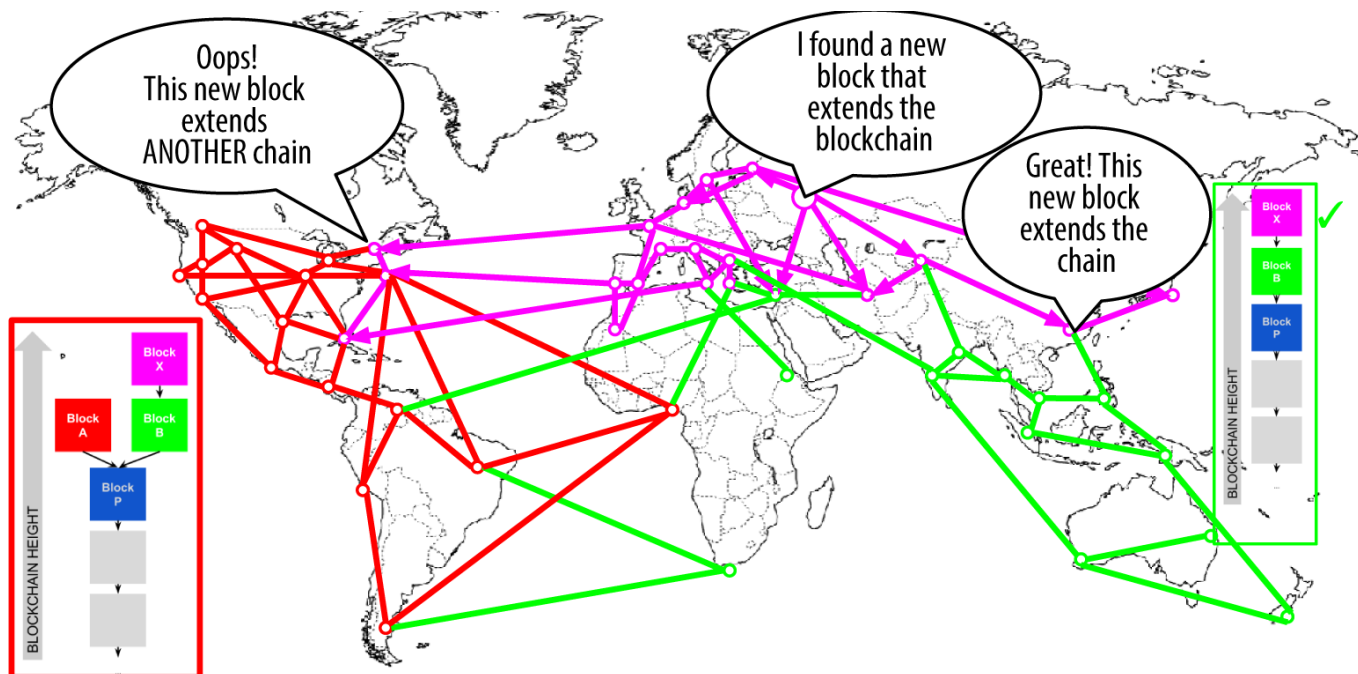 Oops!
This new block
extends
ANOTHER chain
I found a new
block that
extends the
blockchain
Great! This
new block
extends the
chain
BLOCKCHAIN HEIGHT
Block
X
Block
A
Block
B
Block
P
BLOCKCHAIN HEIGHT
Block
X
Block
B
Block
P
...